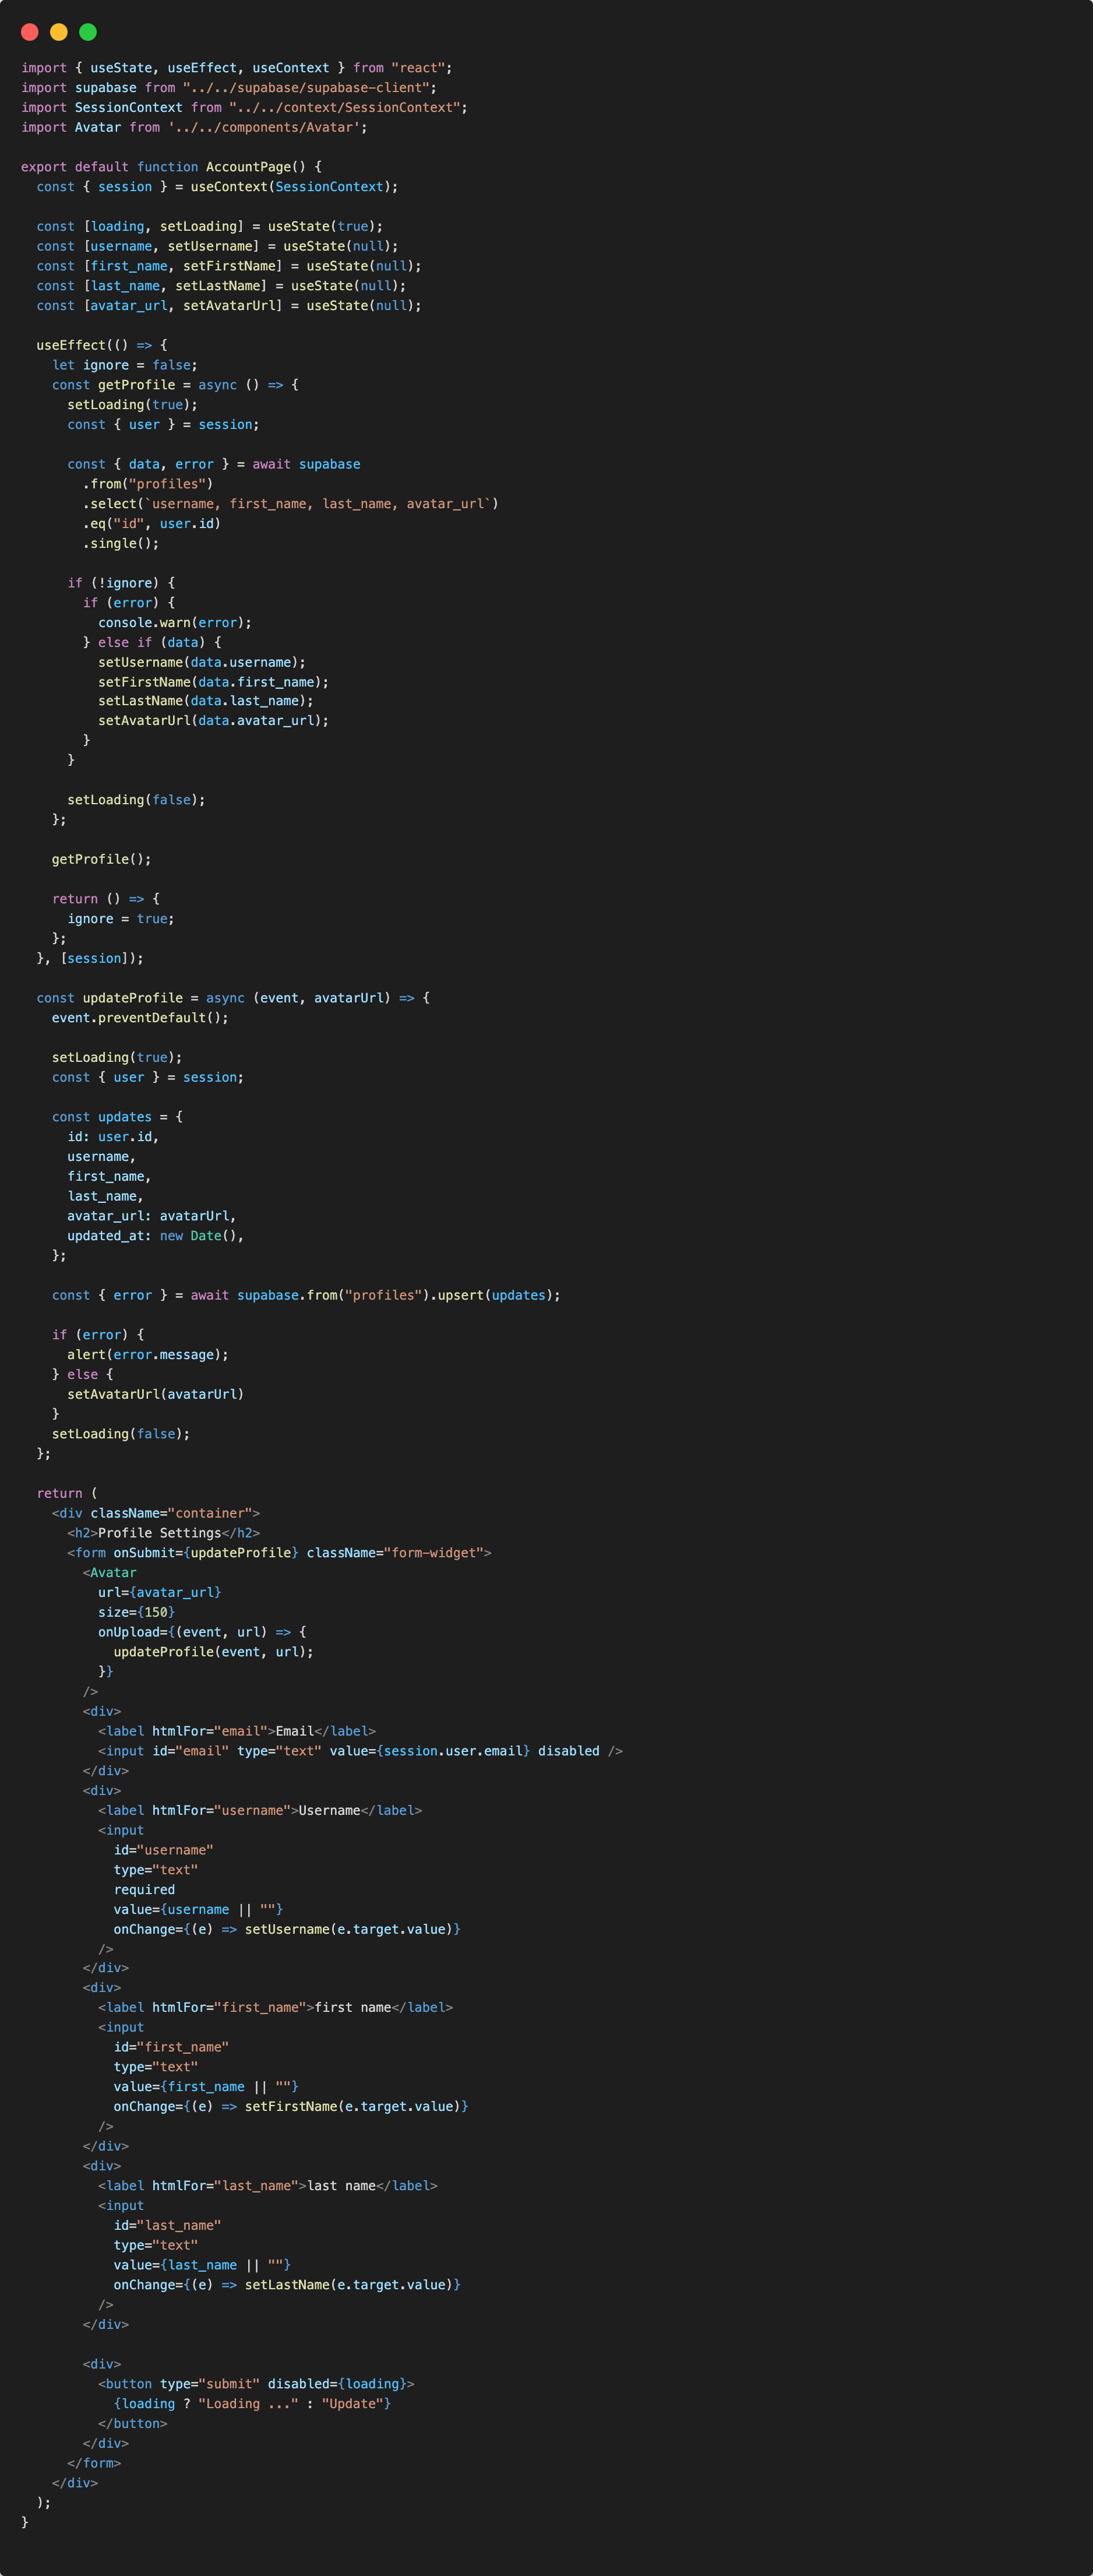 import { useState, useEffect, useContext } from "react";
import supabase from "../../supabase/supabase-client";
import SessionContext from "../../context/SessionContext";
import Avatar from '../../components/Avatar';

export default function AccountPage() {
  const { session } = useContext(SessionContext);

  const [loading, setLoading] = useState(true);
  const [username, setUsername] = useState(null);
  const [first_name, setFirstName] = useState(null);
  const [last_name, setLastName] = useState(null);
  const [avatar_url, setAvatarUrl] = useState(null);

  useEffect(() => {
    let ignore = false;
    const getProfile = async () => {
      setLoading(true);
      const { user } = session;

      const { data, error } = await supabase
        .from("profiles")
        .select(`username, first_name, last_name, avatar_url`)
        .eq("id", user.id)
        .single();

      if (!ignore) {
        if (error) {
          console.warn(error);
        } else if (data) {
          setUsername(data.username);
          setFirstName(data.first_name);
          setLastName(data.last_name);
          setAvatarUrl(data.avatar_url);
        }
      }

      setLoading(false);
    };

    getProfile();

    return () => {
      ignore = true;
    };
  }, [session]);

  const updateProfile = async (event, avatarUrl) => {
    event.preventDefault();

    setLoading(true);
    const { user } = session;

    const updates = {
      id: user.id,
      username,
      first_name,
      last_name,
      avatar_url: avatarUrl,
      updated_at: new Date(),
    };

    const { error } = await supabase.from("profiles").upsert(updates);

    if (error) {
      alert(error.message);
    } else {
      setAvatarUrl(avatarUrl)
    }
    setLoading(false);
  };

  return (
    <div className="container">
      <h2>Profile Settings</h2>
      <form onSubmit={updateProfile} className="form-widget">
        <Avatar
          url={avatar_url}
          size={150}
          onUpload={(event, url) => {
            updateProfile(event, url);
          }}
        />
        <div>
          <label htmlFor="email">Email</label>
          <input id="email" type="text" value={session.user.email} disabled />
        </div>
        <div>
          <label htmlFor="username">Username</label>
          <input
            id="username"
            type="text"
            required
            value={username || ""}
            onChange={(e) => setUsername(e.target.value)}
          />
        </div>
        <div>
          <label htmlFor="first_name">first name</label>
          <input
            id="first_name"
            type="text"
            value={first_name || ""}
            onChange={(e) => setFirstName(e.target.value)}
          />
        </div>
        <div>
          <label htmlFor="last_name">last name</label>
          <input
            id="last_name"
            type="text"
            value={last_name || ""}
            onChange={(e) => setLastName(e.target.value)}
          />
        </div>

        <div>
          <button type="submit" disabled={loading}>
            {loading ? "Loading ..." : "Update"}
          </button>
        </div>
      </form>
    </div>
  );
}